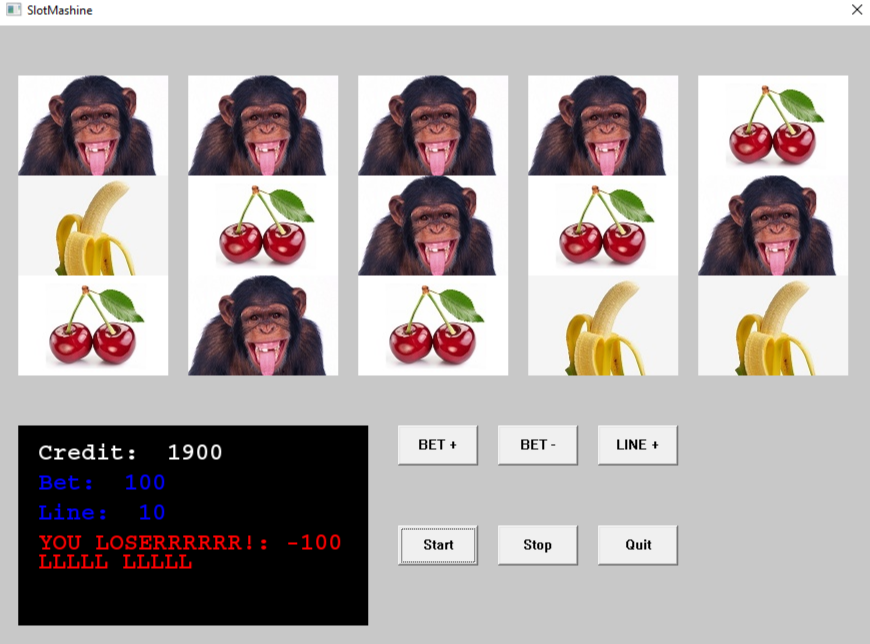 SlotMashine
Credit: 1900
Bet: 100
Line: 10
YOU LOSERRRRRR!: -100
LLLLL LLLLL
BET + BET - LINE +
Start Stop Quit